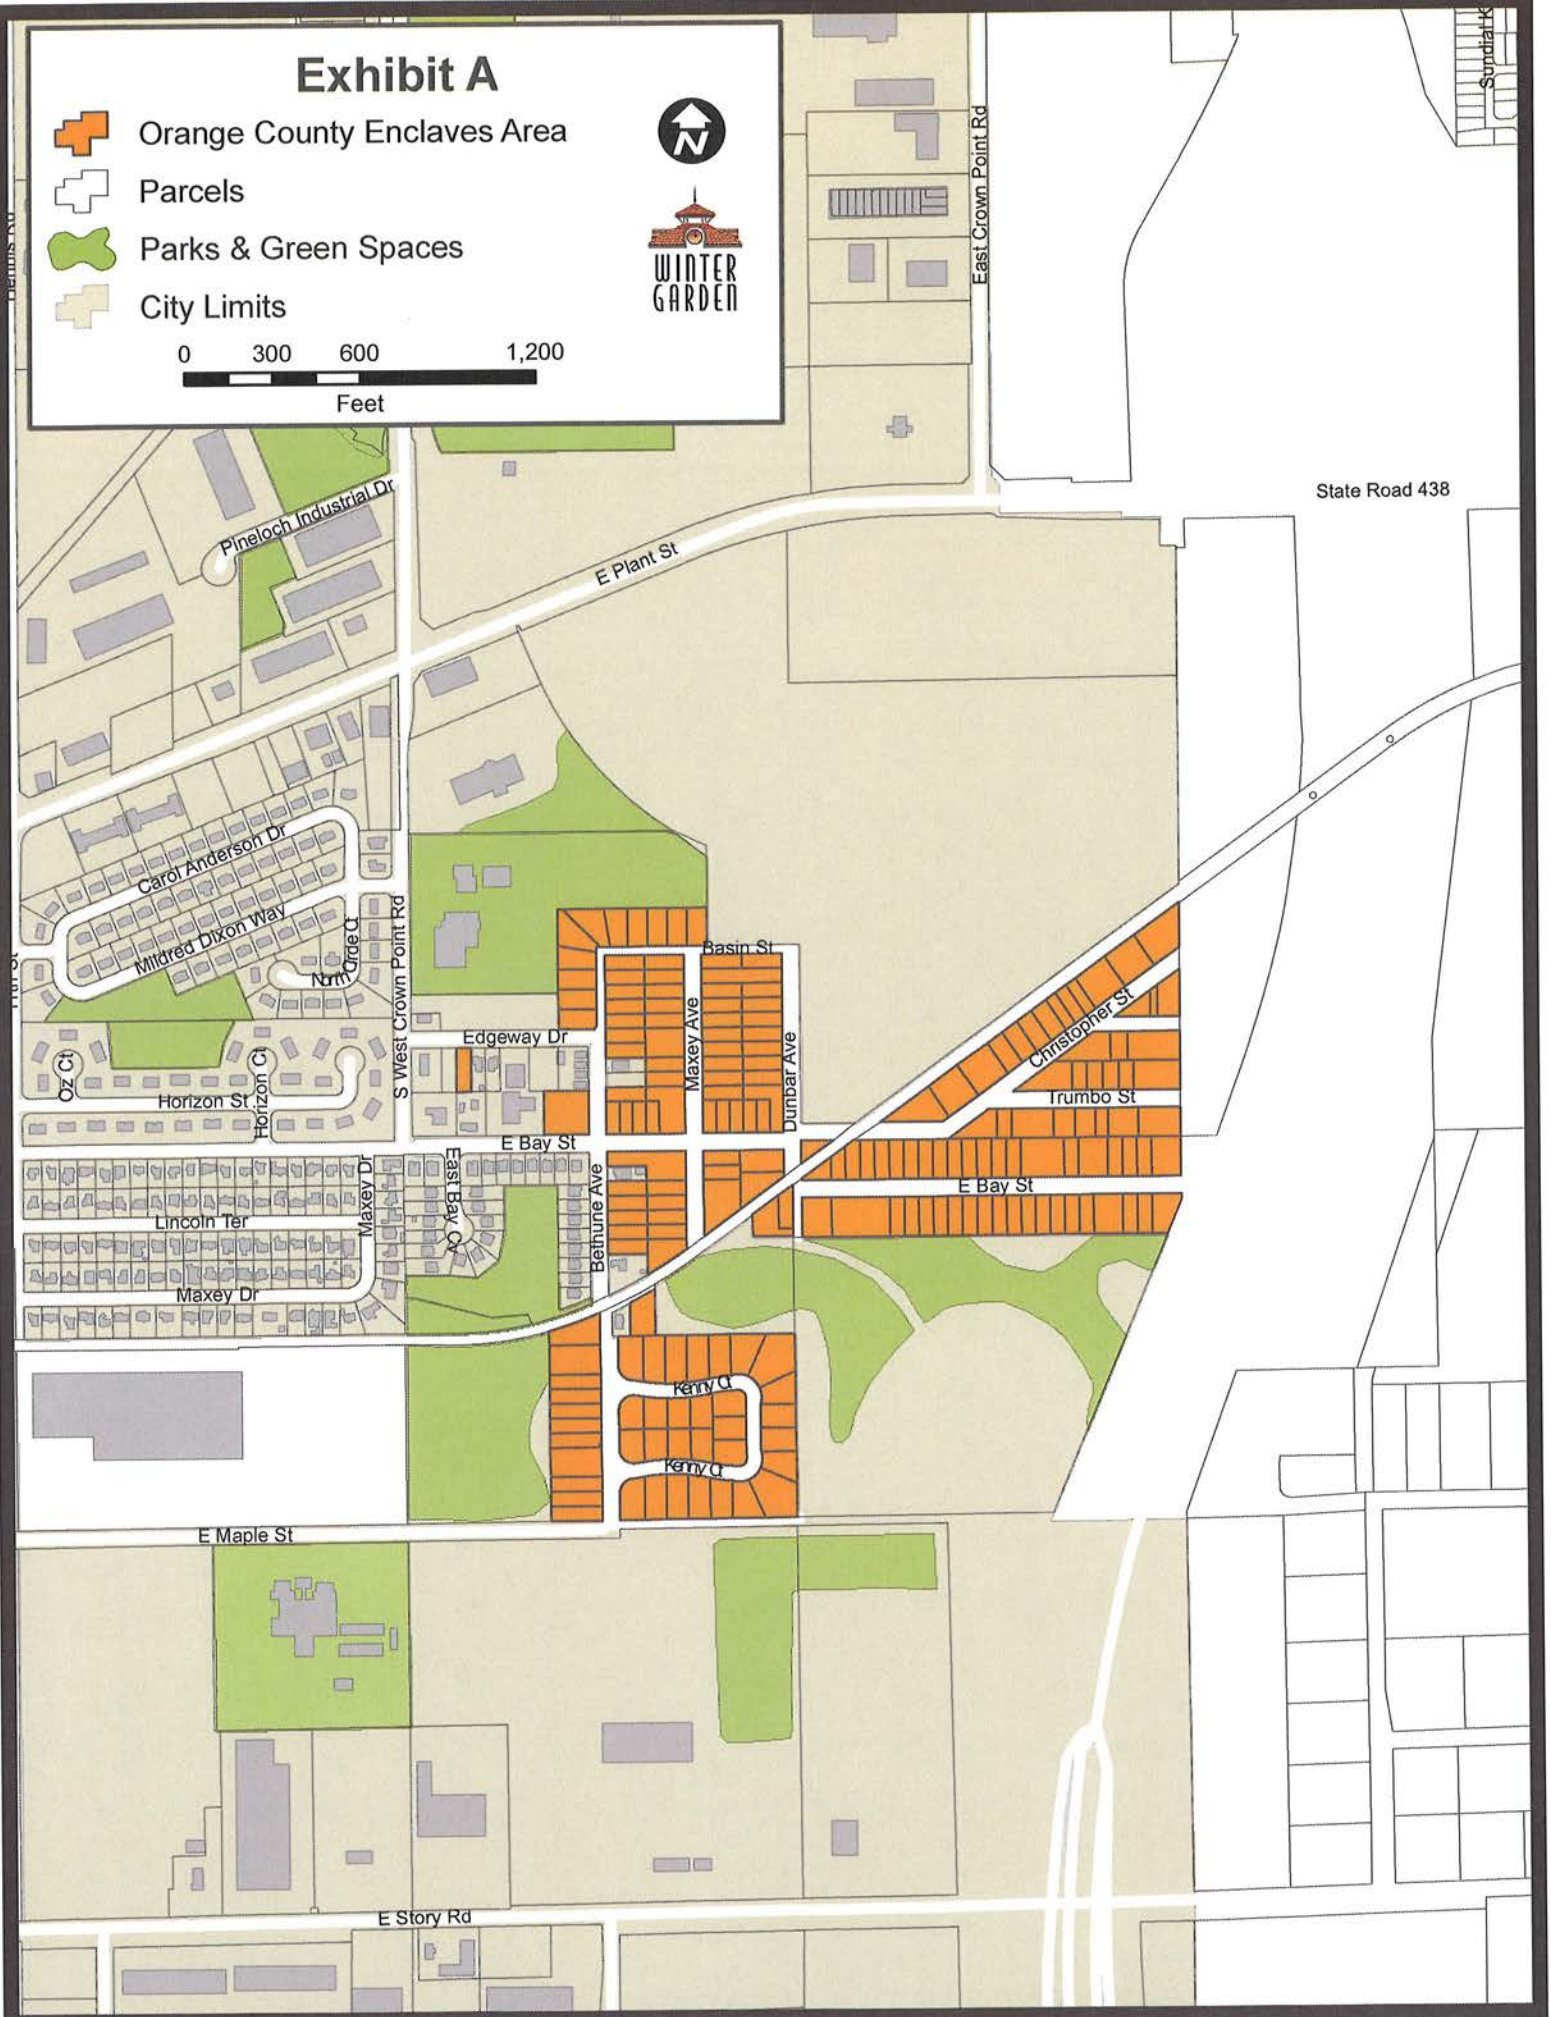 Exhibit A
Orange County Enclaves Area
Parcels
Parks & Green Spaces
City Limits
N
WINTER
GARDEN
0 300 600 1,200
Feet
East Crown Point Rd
State Road 438
Pineloch Industrial Dr
E Plant St
Carol Anderson Dr
Mildred Dixon Way
North Circle Ct
S West Crown Point Rd
Basin St
Edgeway Dr
Maxey Ave
Dunbar Ave
Christopher St
Oz Ct
Horizon St
Horizon Ct
Trumbo St
E Bay St
E Bay St
Maxey Dr
East Bay Cv
Bethune Ave
Lincoln Ter
Maxey Dr
Kenny Ct
Kenny Ct
E Maple St
E Story Rd